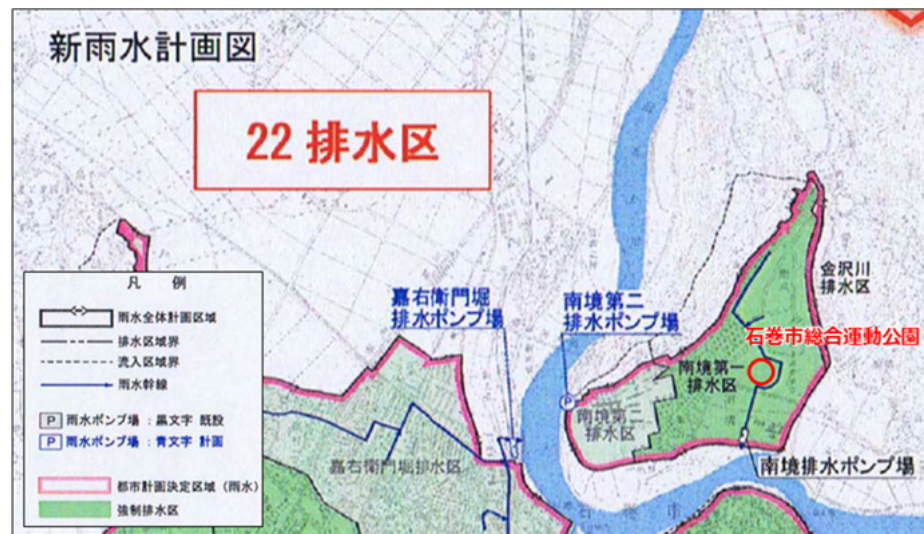 新雨水計画図
22 排水区
金沢川
排水区
嘉右衛門堀
排水ポンプ場
南境第二
排水ポンプ場
石巻市総合運動公園
南境第一
排水区
南境第二
排水区
嘉右衛門堀排水区
南境排水ポンプ場
石巻市
凡例
雨水全体計画区域
排水区域界
流入区域界
雨水幹線
P 雨水ポンプ場：黒文字 既設
P 雨水ポンプ場：青文字 計画
都市計画決定区域（雨水）
強制排水区
P